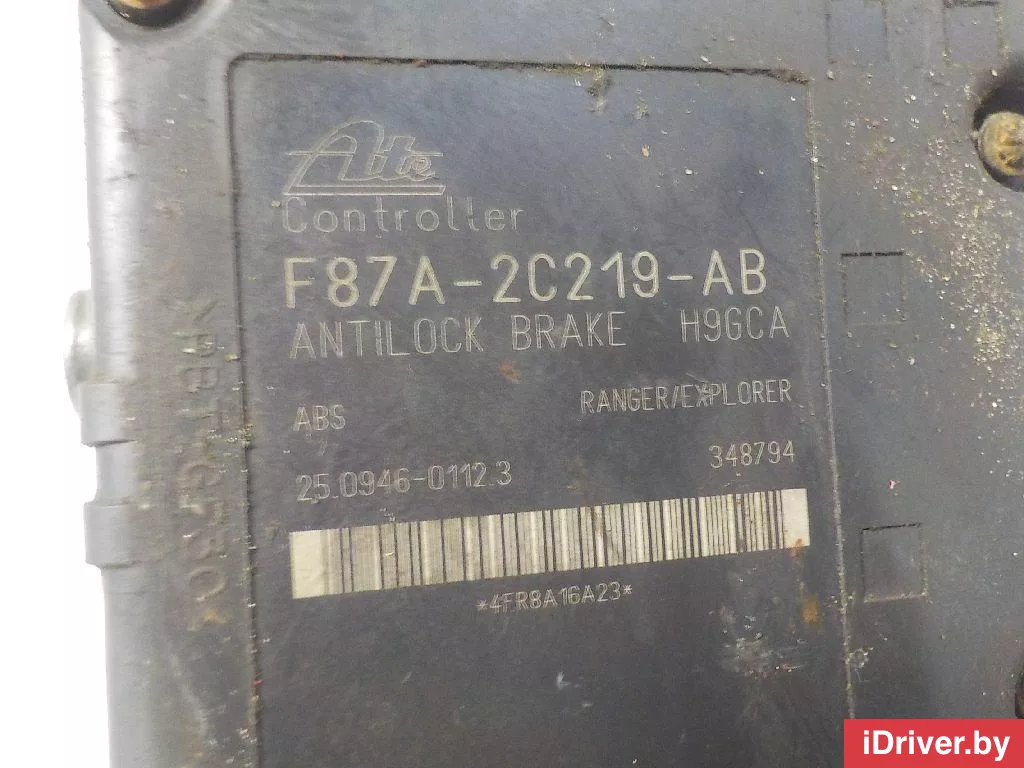 Ate
Controller
F87A-2C219-AB
ANTILOCK BRAKE H9GCA
ABS RANGER/EXPLORER
25.0946-0112.3 348794
*4FR8A16A23*
iDriver.by